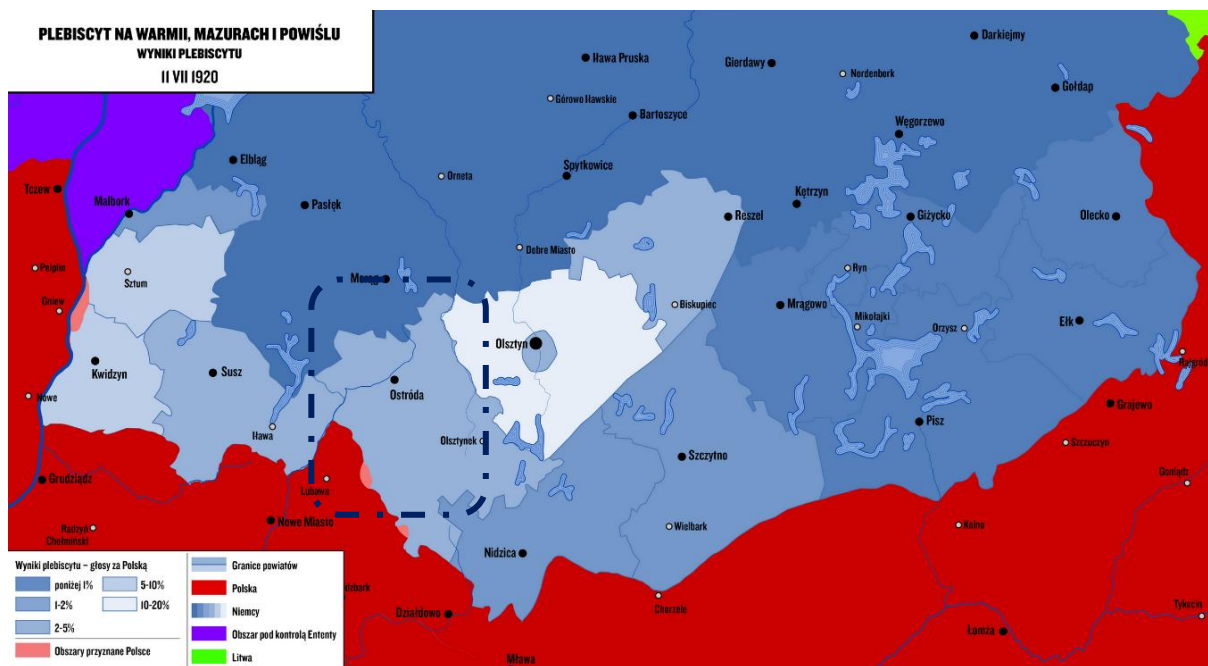 PLEBISCYT NA WARMII, MAZURACH I POWIŚLU
WYNIKI PLEBISCYTU
11 VII 1920
Darkiejmy
Iława Pruska
Gierdawy
Nordenbork
Gołdap
Górowo Iławskie
Bartoszyce
Węgorzewo
Elbląg
Orneta
Spytkowice
Tczew
Malbork
Pasłęk
Kętrzyn
Reszel
Giżycko
Olecko
Dobre Miasto
Pelplin
Sztum
Morąg
Ryn
Gniew
Biskupiec
Mrągowo
Mikołajki
Orzysz
Ełk
Olsztyn
Rajgród
Kwidzyn
Susz
Ostróda
Nowe
Grajewo
Iława
Olsztynek
Pisz
Szczuczyn
Szczytno
Grudziądz
Lubawa
Goniądz
Radzyń
Chełmiński
Nowe Miasto
Wielbark
Kolno
Nidzica
Wyniki plebiscytu – głosy za Polską
poniżej 1%
5-10%
1-2%
10-20%
2-5%
Obszary przyznane Polsce
Granice powiatów
Polska
Niemcy
Obszar pod kontrolą Ententy
Litwa
Działdowo
Chorzele
Mława
Łomza
Tykocin